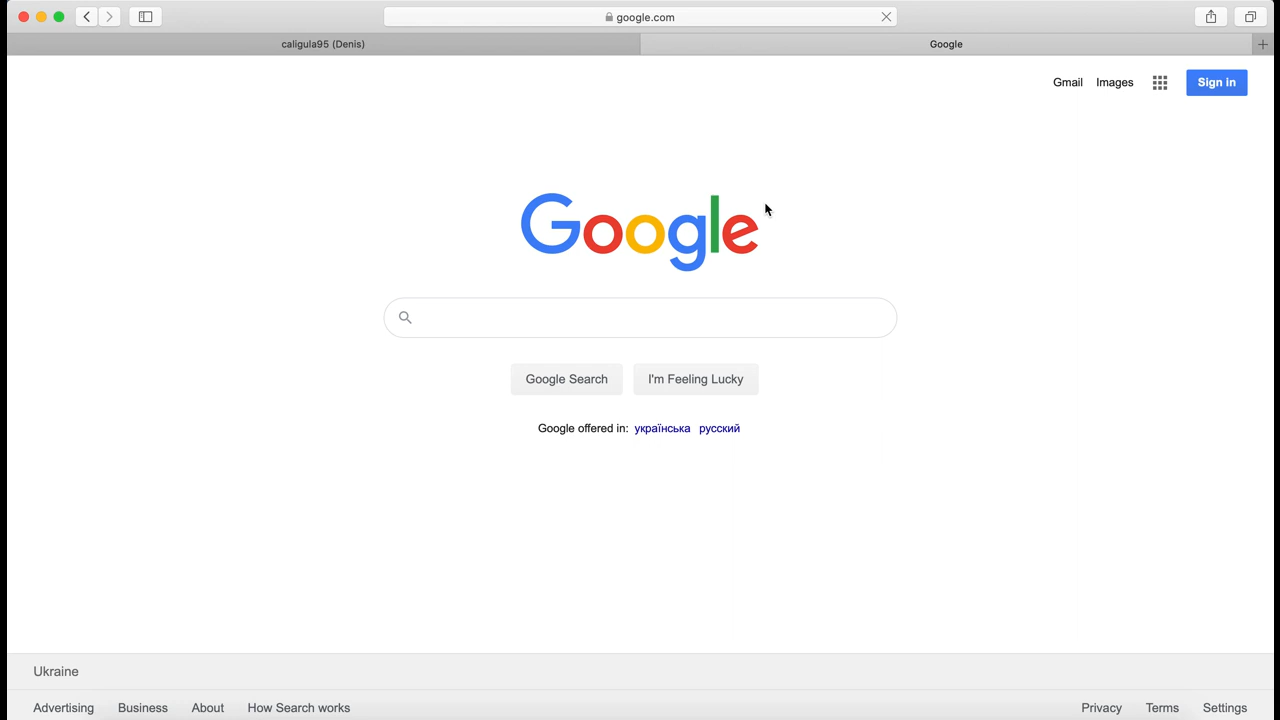 google.com
caligula95 (Denis)
Google
Gmail Images Sign in
Google
Google Search I'm Feeling Lucky
Google offered in: українська русский
Ukraine
Advertising Business About How Search works Privacy Terms Settings